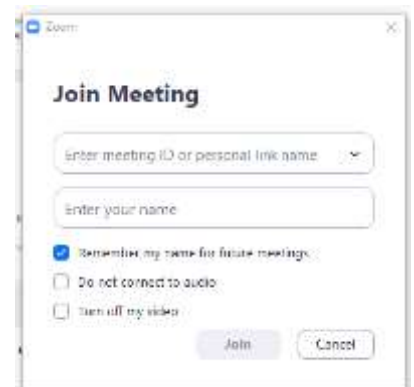 Zoom
Join Meeting
Enter meeting ID or personal link name
Enter your name
Remember my name for future meetings
Do not connect to audio
Turn off my video
Join
Cancel